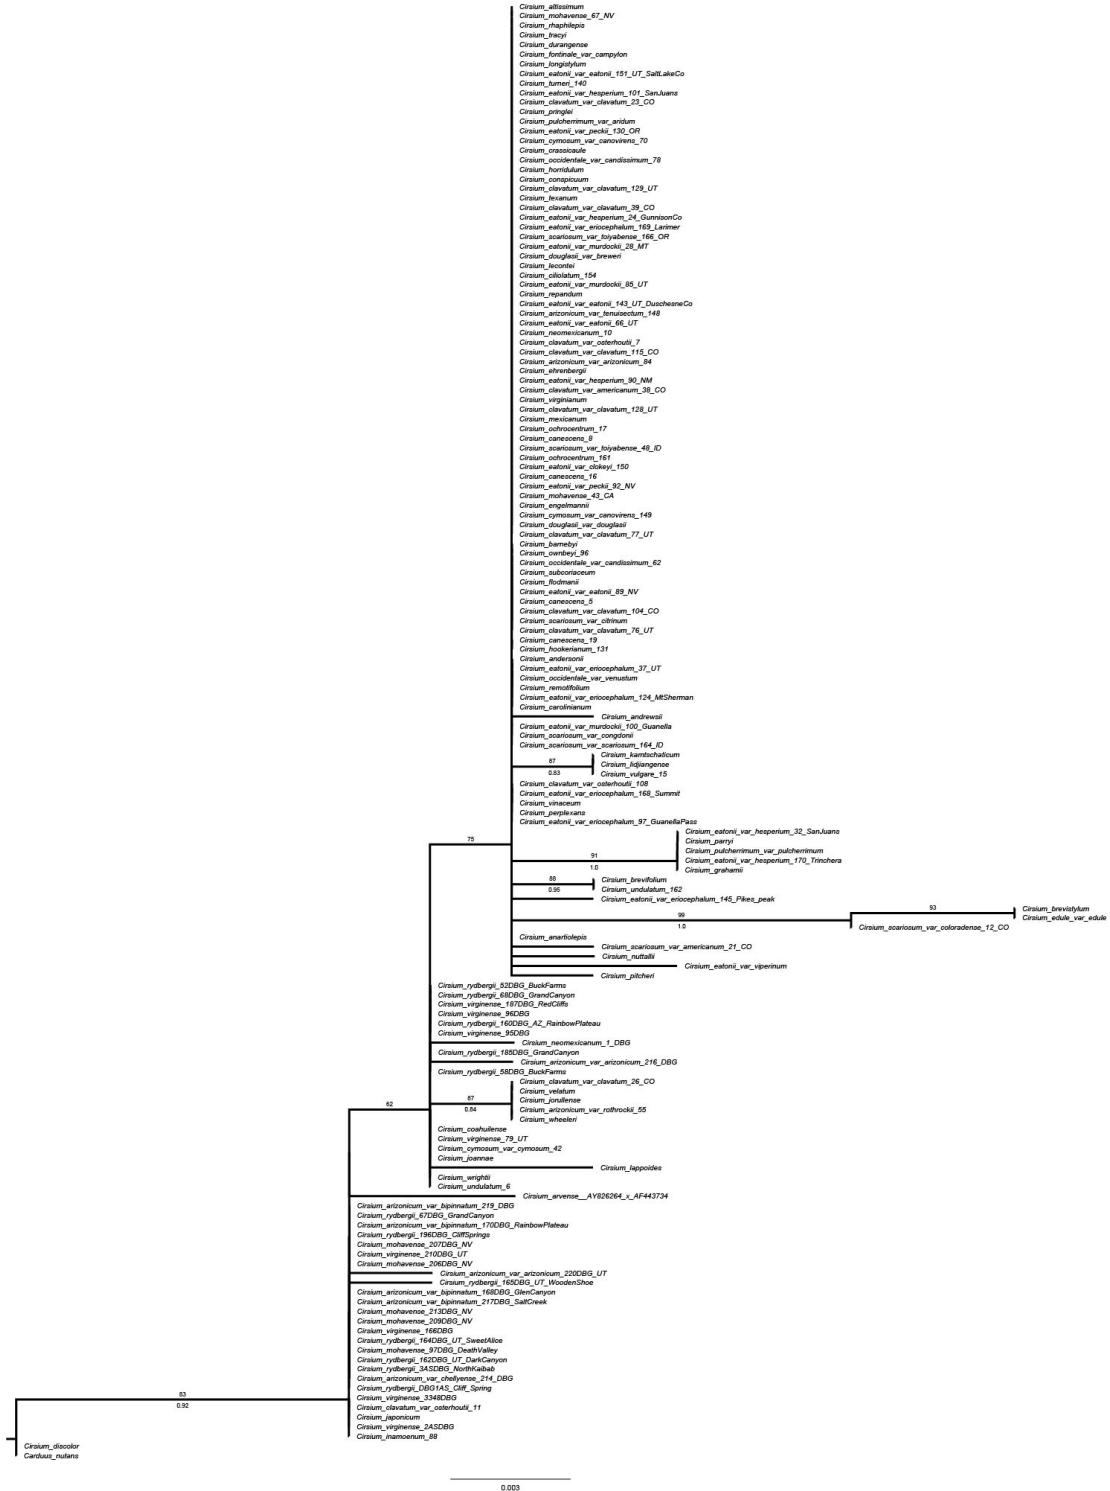 Cirsium_altissimum
Cirsium_mohavense_67_NV
Cirsium_rhaphilepis
Cirsium_tracyi
Cirsium_durangense
Cirsium_fontinale_var_campylon
Cirsium_longistylum
Cirsium_eatonii_var_eatonii_151_UT_SaltLakeCo
Cirsium_turneri_140
Cirsium_eatonii_var_hesperium_101_SanJuans
Cirsium_clavatum_var_clavatum_23_CO
Cirsium_pringlei
Cirsium_pulcherrimum_var_aridum
Cirsium_eatonii_var_peckii_130_OR
Cirsium_cymosum_var_canovirens_70
Cirsium_crassicaule
Cirsium_occidentale_var_candissimum_78
Cirsium_horridulum
Cirsium_conspicuum
Cirsium_clavatum_var_clavatum_129_UT
Cirsium_texanum
Cirsium_clavatum_var_clavatum_39_CO
Cirsium_eatonii_var_hesperium_24_GunnisonCo
Cirsium_eatonii_var_eriocephalum_169_Larimer
Cirsium_scariosum_var_toiyabense_166_OR
Cirsium_eatonii_var_murdockii_28_MT
Cirsium_douglasii_var_breweri
Cirsium_lecontei
Cirsium_ciliolatum_154
Cirsium_eatonii_var_murdockii_85_UT
Cirsium_repandum
Cirsium_eatonii_var_eatonii_143_UT_DuschesneCo
Cirsium_arizonicum_var_tenuisectum_148
Cirsium_eatonii_var_eatonii_66_UT
Cirsium_neomexicanum_10
Cirsium_clavatum_var_osterhoutii_7
Cirsium_clavatum_var_clavatum_115_CO
Cirsium_arizonicum_var_arizonicum_84
Cirsium_ehrenbergii
Cirsium_eatonii_var_hesperium_90_NM
Cirsium_clavatum_var_americanum_38_CO
Cirsium_virginianum
Cirsium_clavatum_var_clavatum_128_UT
Cirsium_mexicanum
Cirsium_ochrocentrum_17
Cirsium_canescens_8
Cirsium_scariosum_var_toiyabense_48_ID
Cirsium_ochrocentrum_161
Cirsium_eatonii_var_clokeyi_150
Cirsium_canescens_16
Cirsium_eatonii_var_peckii_92_NV
Cirsium_mohavense_43_CA
Cirsium_engelmannii
Cirsium_cymosum_var_canovirens_149
Cirsium_douglasii_var_douglasii
Cirsium_clavatum_var_clavatum_77_UT
Cirsium_barnebyi
Cirsium_ownbeyi_96
Cirsium_occidentale_var_candissimum_62
Cirsium_subcoriaceum
Cirsium_flodmanii
Cirsium_eatonii_var_eatonii_89_NV
Cirsium_canescens_5
Cirsium_clavatum_var_clavatum_104_CO
Cirsium_scariosum_var_citrinum
Cirsium_clavatum_var_clavatum_76_UT
Cirsium_canescens_19
Cirsium_hookerianum_131
Cirsium_andersonii
Cirsium_eatonii_var_eriocephalum_37_UT
Cirsium_occidentale_var_venustum
Cirsium_remotifolium
Cirsium_eatonii_var_eriocephalum_124_MtSherman
Cirsium_carolinianum
Cirsium_andrewsii
Cirsium_eatonii_var_murdockii_100_Guanella
Cirsium_scariosum_var_congdonii
Cirsium_scariosum_var_scariosum_164_ID
Cirsium_kamtschaticum
87
Cirsium_lidjiangense
0.83
Cirsium_vulgare_15
Cirsium_clavatum_var_osterhoutii_108
Cirsium_eatonii_var_eriocephalum_168_Summit
Cirsium_vinaceum
Cirsium_perplexans
Cirsium_eatonii_var_eriocephalum_97_GuanellaPass
Cirsium_eatonii_var_hesperium_32_SanJuans
75
Cirsium_parryi
Cirsium_pulcherrimum_var_pulcherrimum
91
Cirsium_eatonii_var_hesperium_170_Trinchera
1.0
Cirsium_grahamii
88
Cirsium_brevifolium
0.95
Cirsium_undulatum_162
Cirsium_eatonii_var_eriocephalum_145_Pikes_peak
93
Cirsium_brevistylum
99
Cirsium_edule_var_edule
1.0
Cirsium_scariosum_var_coloradense_12_CO
Cirsium_anartiolepis
Cirsium_scariosum_var_americanum_21_CO
Cirsium_nuttallii
Cirsium_eatonii_var_viperinum
Cirsium_pitcheri
Cirsium_rydbergii_52DBG_BuckFarms
Cirsium_rydbergii_68DBG_GrandCanyon
Cirsium_virginense_187DBG_RedCliffs
Cirsium_virginense_96DBG
Cirsium_rydbergii_160DBG_AZ_RainbowPlateau
Cirsium_virginense_95DBG
Cirsium_neomexicanum_1_DBG
Cirsium_rydbergii_185DBG_GrandCanyon
Cirsium_arizonicum_var_arizonicum_216_DBG
Cirsium_rydbergii_58DBG_BuckFarms
Cirsium_clavatum_var_clavatum_26_CO
Cirsium_velatum
87
Cirsium_jorullense
62
0.84
Cirsium_arizonicum_var_rothrockii_55
Cirsium_wheeleri
Cirsium_coahuilense
Cirsium_virginense_79_UT
Cirsium_cymosum_var_cymosum_42
Cirsium_joannae
Cirsium_lappoides
Cirsium_wrightii
Cirsium_undulatum_6
Cirsium_arvense__AY826264_x_AF443734
Cirsium_arizonicum_var_bipinnatum_219_DBG
Cirsium_rydbergii_67DBG_GrandCanyon
Cirsium_arizonicum_var_bipinnatum_170DBG_RainbowPlateau
Cirsium_rydbergii_196DBG_CliffSprings
Cirsium_mohavense_207DBG_NV
Cirsium_virginense_210DBG_UT
Cirsium_mohavense_206DBG_NV
Cirsium_arizonicum_var_arizonicum_220DBG_UT
Cirsium_rydbergii_165DBG_UT_WoodenShoe
Cirsium_arizonicum_var_bipinnatum_168DBG_GlenCanyon
Cirsium_arizonicum_var_bipinnatum_217DBG_SaltCreek
Cirsium_mohavense_213DBG_NV
Cirsium_mohavense_209DBG_NV
Cirsium_virginense_166DBG
Cirsium_rydbergii_164DBG_UT_SweetAlice
Cirsium_mohavense_97DBG_DeathValley
Cirsium_rydbergii_162DBG_UT_DarkCanyon
Cirsium_rydbergii_3ASDBG_NorthKaibab
Cirsium_arizonicum_var_chellyense_214_DBG
Cirsium_rydbergii_DBG1AS_Cliff_Spring
83
Cirsium_virginense_3348DBG
0.92
Cirsium_clavatum_var_osterhoutii_11
Cirsium_japonicum
Cirsium_virginense_2ASDBG
Cirsium_inamoenum_88
Cirsium_discolor
Carduus_nutans
0.003